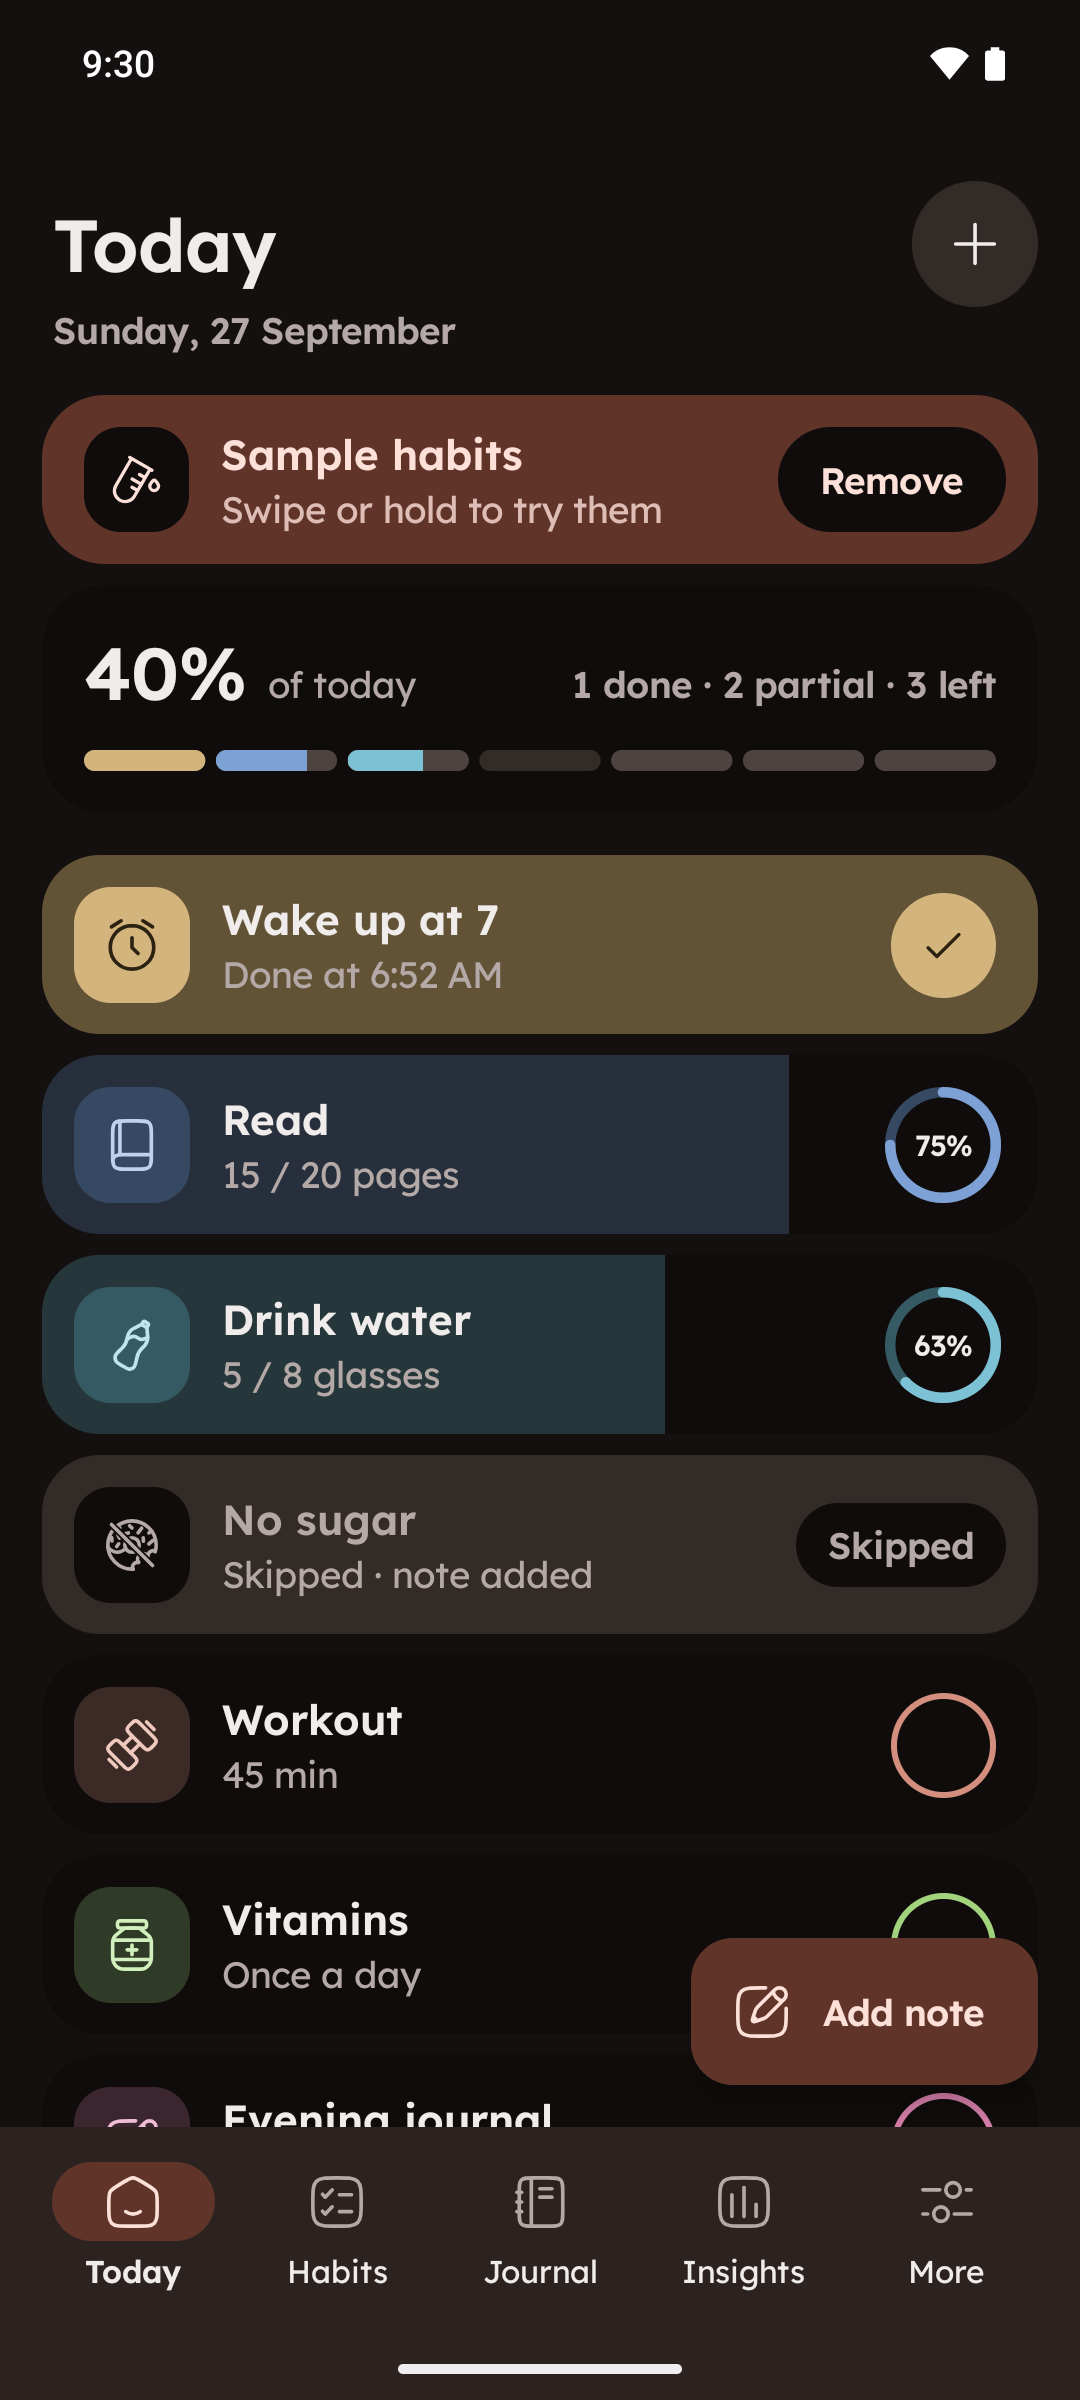 9:30
Today
Sunday, 27 September
Sample habits
Swipe or hold to try them
Remove
40% of today
1 done · 2 partial · 3 left
Wake up at 7
Done at 6:52 AM
Read
15 / 20 pages
75%
Drink water
5 / 8 glasses
63%
No sugar
Skipped · note added
Skipped
Workout
45 min
Vitamins
Once a day
Add note
Evening journal
Today
Habits
Journal
Insights
More